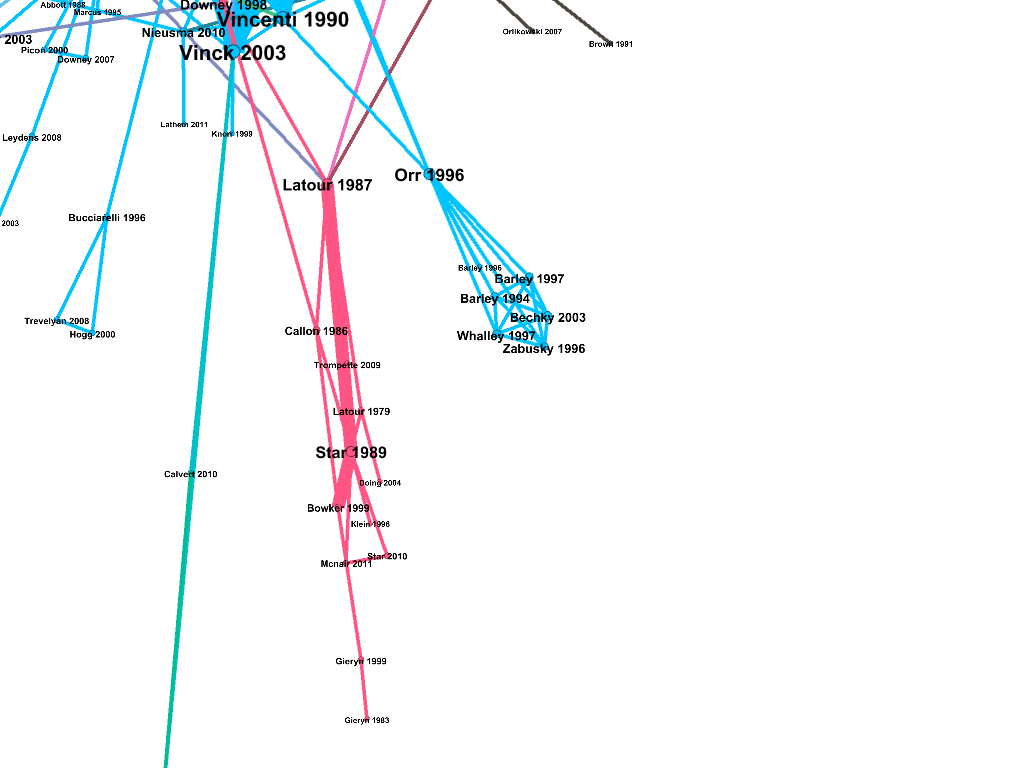 Downey 1998
Abbott 1988
Marcus 1995
Vincenti 1990
Nieusma 2010
Orlikowski 2007
2003
Brown 1991
Picon 2000
Vinck 2003
Downey 2007
Lathem 2011
Knorr 1999
Leydens 2008
Orr 1996
Latour 1987
Bucciarelli 1996
2003
Barley 1996
Barley 1997
Barley 1994
Bechky 2003
Trevelyan 2008
Callon 1986
Hogg 2000
Whalley 1997
Zabusky 1996
Trompette 2009
Latour 1979
Star 1989
Calvert 2010
Doing 2004
Bowker 1999
Klein 1996
Star 2010
Mcnair 2011
Gieryn 1999
Gieryn 1983